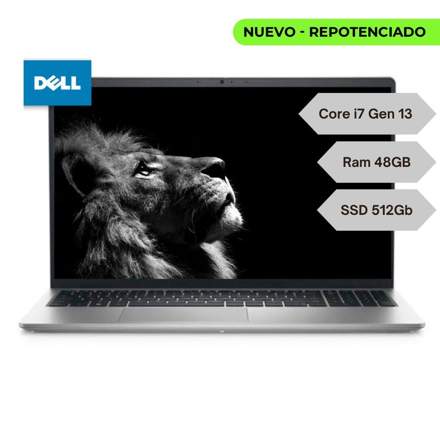 NUEVO - REPOTENCIADO
DELL
Core i7 Gen 13
Ram 48GB
SSD 512Gb